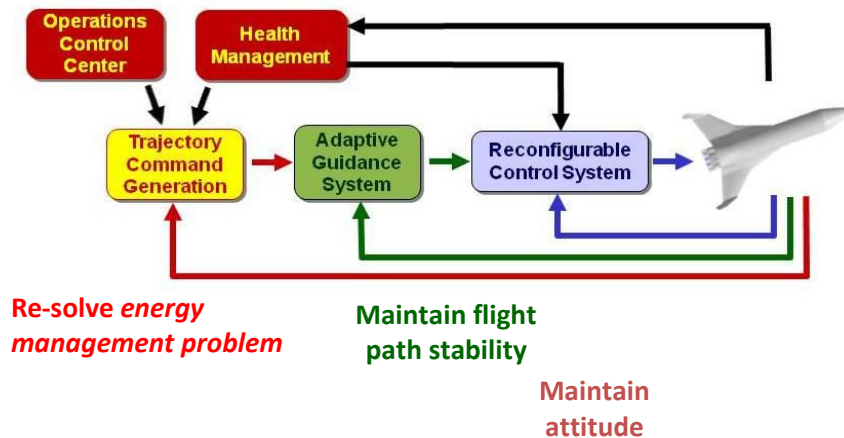 Operations
Control
Center
Health
Management
Trajectory
Command
Generation
Adaptive
Guidance
System
Reconfigurable
Control System
Re-solve energy
management problem
Maintain flight
path stability
Maintain
attitude